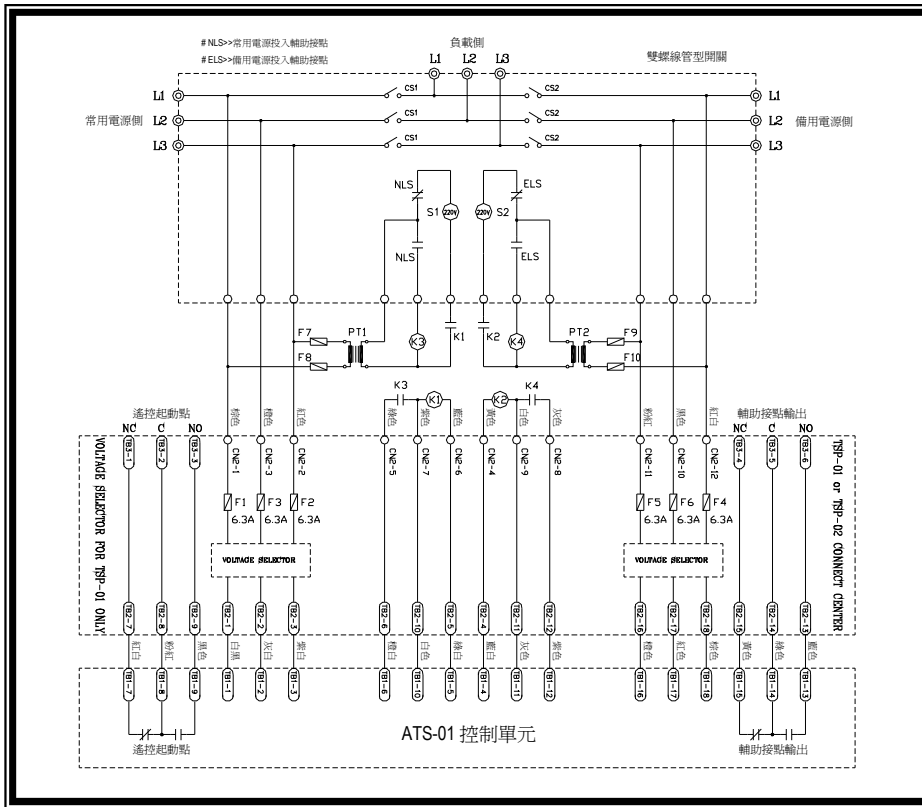 # NLS>>常用電源投入輔助接點
# ELS>>備用電源投入輔助接點
負載側
雙螺線管型開關
L1 L2 L3
L1 CS1 CS2 L1
常用電源側 L2 CS1 CS2 L2 備用電源側
L3 CS1 CS2 L3
NLS ELS
S1 220V 220V S2
NLS ELS
F7 PT1 K3 K1 K2 K4 PT2 F9
F8 F10
K3 K1 K2 K4
遙控起動點 棕色 橙色 紅色 綠色 紫色 藍色 黃色 白色 灰色 粉紅 黑色 紅白 輔助接點輸出
NC C NO NC C NO
TB3-1 TB3-2 TB3-3 CN2-1 CN2-3 CN2-2 CN2-5 CN2-7 CN2-6 CN2-4 CN2-9 CN2-8 CN2-11 CN2-10 CN2-12 TB3-4 TB3-5 TB3-6
VOLTAGE SELECTOR FOR TSP-01 ONLY
TSP-01 or TSP-02 CONNECT CENTER
F1 F3 F2 F5 F6 F4
6.3A 6.3A 6.3A 6.3A 6.3A 6.3A
VOLTAGE SELECTOR VOLTAGE SELECTOR
TB2-7 TB2-8 TB2-9 TB2-1 TB2-2 TB2-3 TB2-6 TB2-10 TB2-5 TB2-4 TB2-11 TB2-12 TB2-16 TB2-17 TB2-18 TB2-15 TB2-14 TB2-13
紅白 粉紅 黑色 白黑 灰白 紫白 橙白 白色 綠白 藍白 灰色 紫色 橙色 紅色 棕色 黃色 綠色 藍色
TB1-7 TB1-8 TB1-9 TB1-1 TB1-2 TB1-3 TB1-6 TB1-10 TB1-5 TB1-4 TB1-11 TB1-12 TB1-16 TB1-17 TB1-18 TB1-15 TB1-14 TB1-13
ATS-01 控制單元
遙控起動點 輔助接點輸出